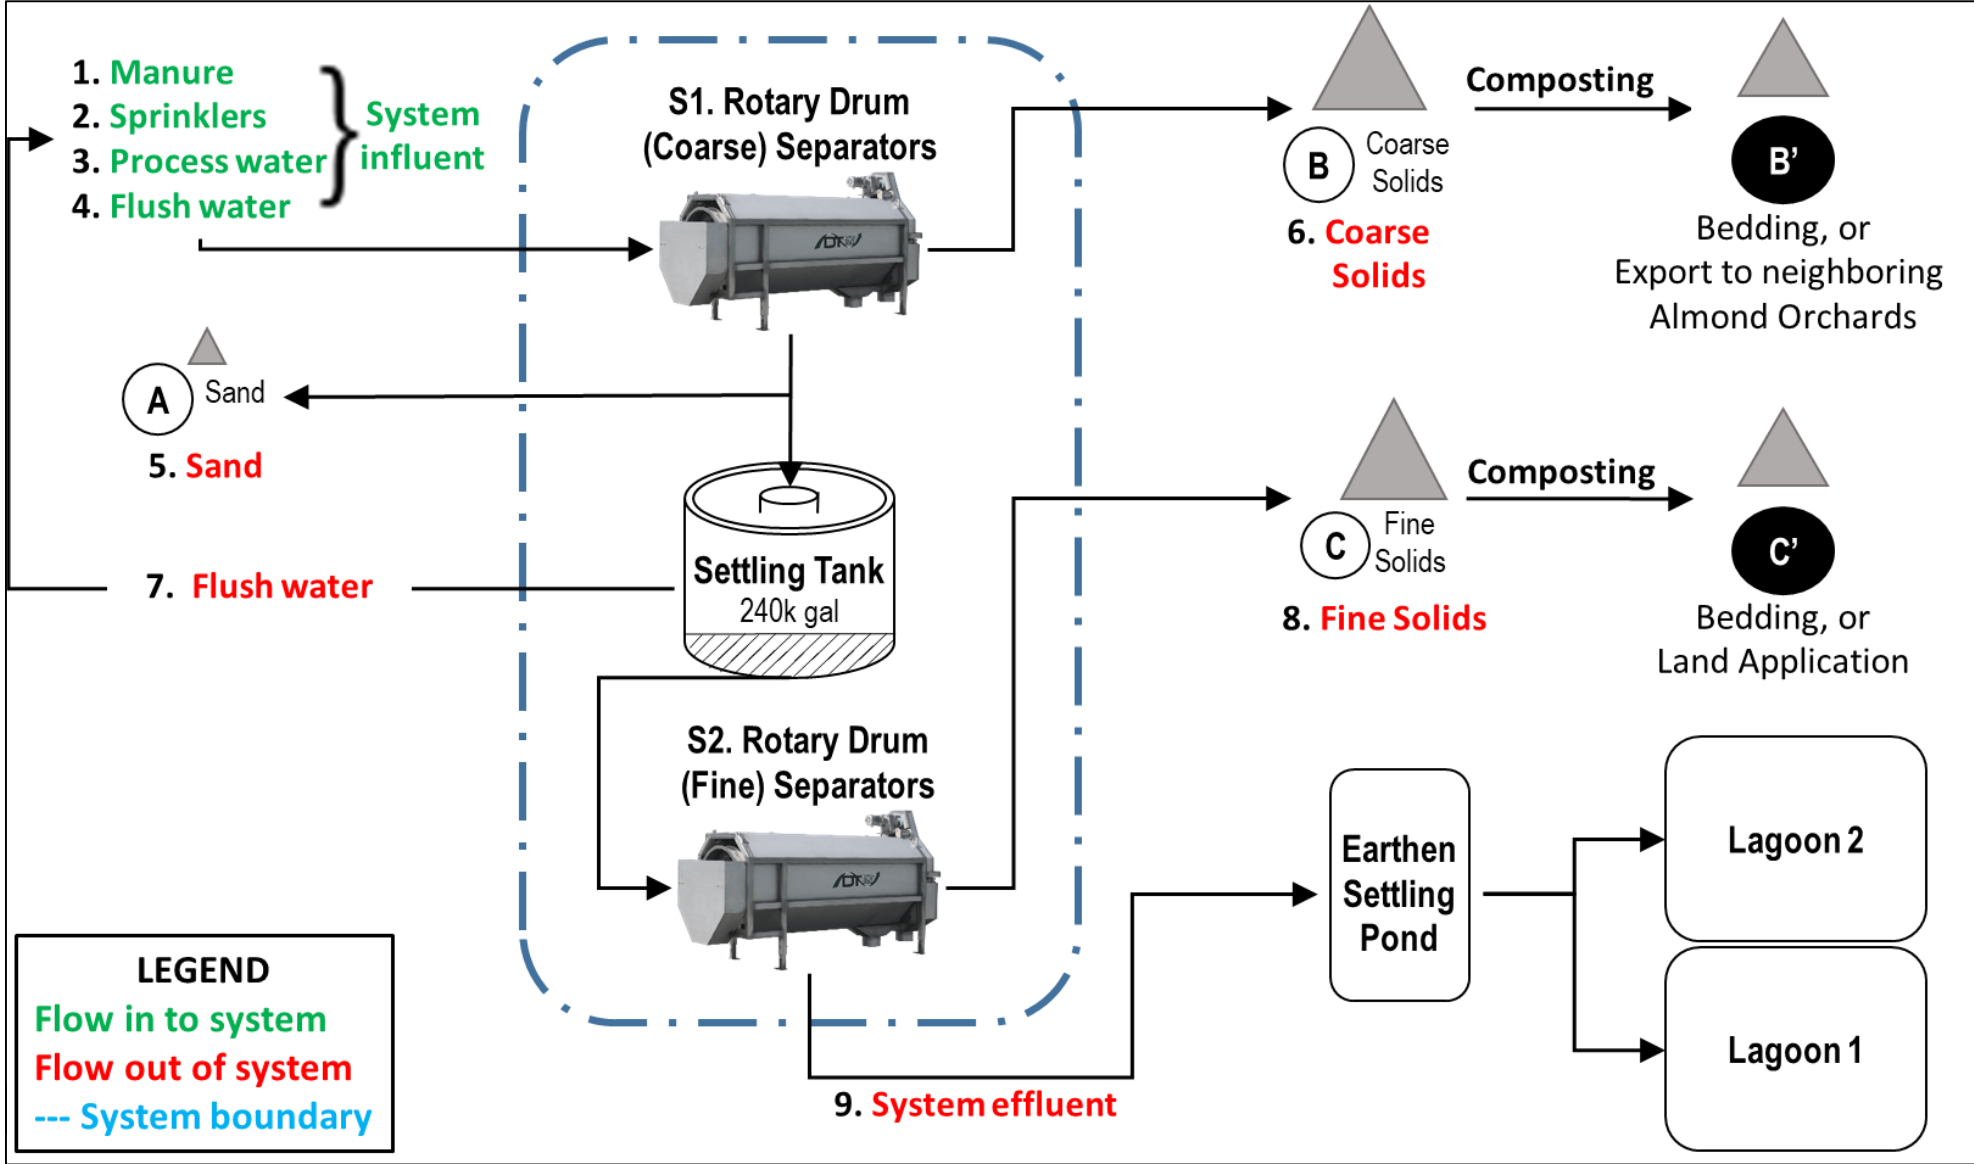 1. Manure
2. Sprinklers
3. Process water
4. Flush water
System
influent
S1. Rotary Drum
(Coarse) Separators
B
Coarse
Solids
6. Coarse
Solids
Composting
B’
Bedding, or
Export to neighboring
Almond Orchards
A
Sand
5. Sand
7. Flush water
Settling Tank
240k gal
C
Fine
Solids
8. Fine Solids
Composting
C’
Bedding, or
Land Application
S2. Rotary Drum
(Fine) Separators
Earthen
Settling
Pond
Lagoon 2
Lagoon 1
9. System effluent
LEGEND
Flow in to system
Flow out of system
--- System boundary